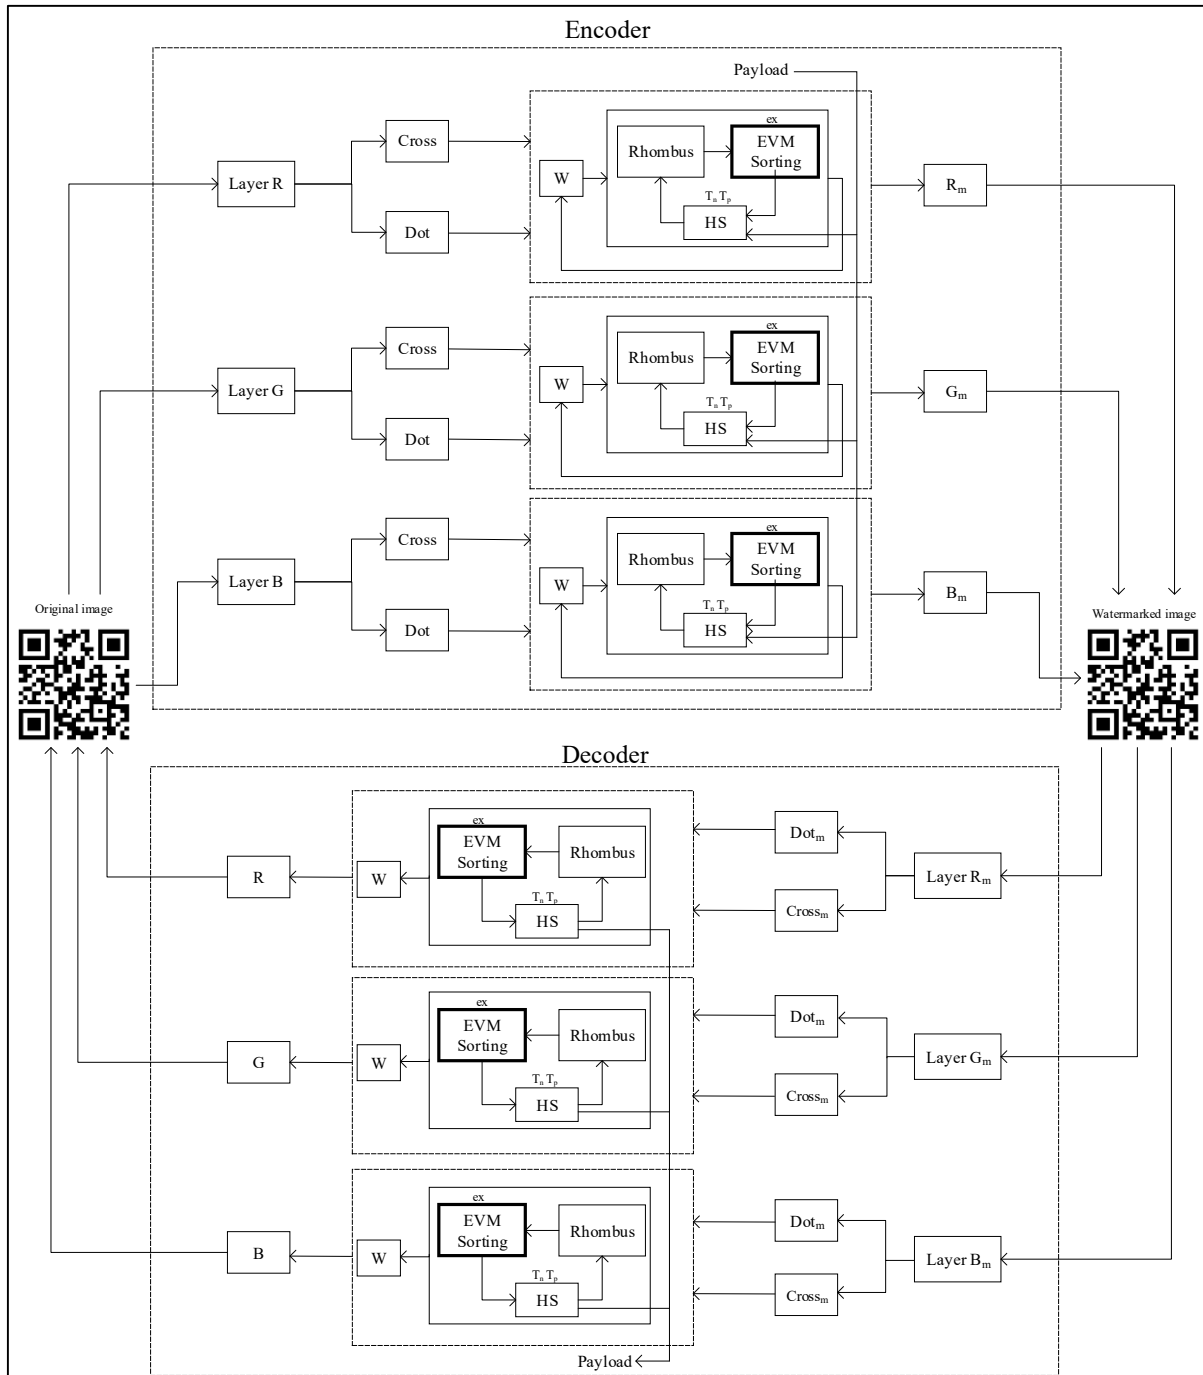 Encoder
Payload
ex
Cross
Rhombus
EVM
Sorting
Layer R
W
Rₘ
Tₙ Tₚ
Dot
HS
ex
Cross
Rhombus
EVM
Sorting
Layer G
W
Gₘ
Tₙ Tₚ
Dot
HS
ex
Cross
Rhombus
EVM
Sorting
Layer B
W
Bₘ
Tₙ Tₚ
Dot
HS
Original image
Watermarked image
Decoder
ex
EVM
Sorting
Rhombus
Dotₘ
R
W
Layer Rₘ
Tₙ Tₚ
HS
Crossₘ
ex
EVM
Sorting
Rhombus
Dotₘ
G
W
Layer Gₘ
Tₙ Tₚ
HS
Crossₘ
ex
EVM
Sorting
Rhombus
Dotₘ
B
W
Layer Bₘ
Tₙ Tₚ
HS
Crossₘ
Payload